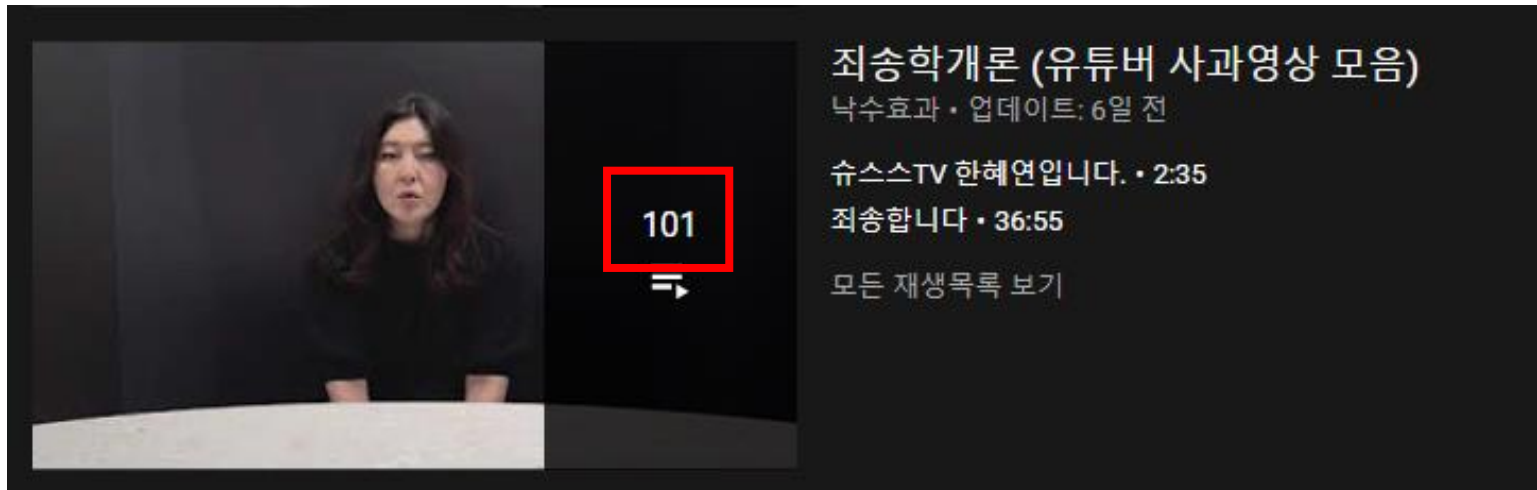 죄송학개론 (유튜버 사과영상 모음)
낙수효과 • 업데이트: 6일 전
슈스스TV 한혜연입니다. • 2:35
죄송합니다 • 36:55
모든 재생목록 보기
101